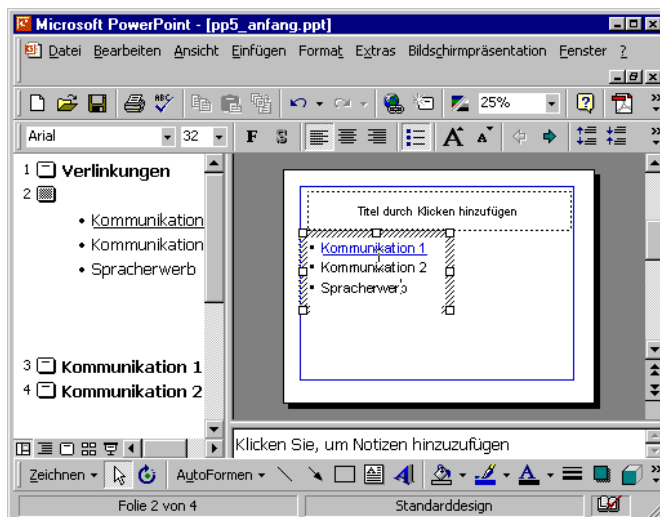 Microsoft PowerPoint - [pp5_anfang.ppt]
Datei Bearbeiten Ansicht Einfügen Format Extras Bildschirmpräsentation Fenster ?
ABC 25%
Arial 32 F S A A
1 Verlinkungen
2
• Kommunikation
• Kommunikation
• Spracherwerb
3 Kommunikation 1
4 Kommunikation 2
Titel durch Klicken hinzufügen
• Kommunikation 1
• Kommunikation 2
• Spracherwerb
Klicken Sie, um Notizen hinzuzufügen
Zeichnen AutoFormen A A
Folie 2 von 4 Standarddesign